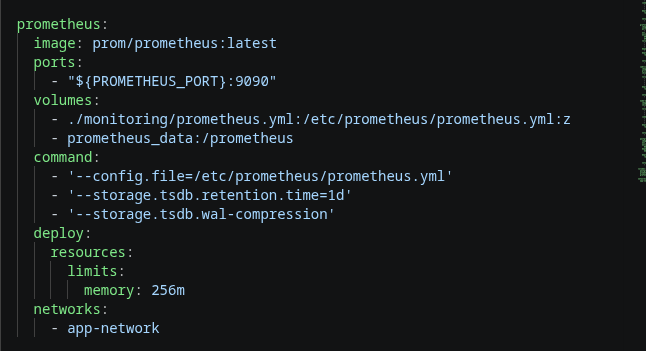 prometheus:
  image: prom/prometheus:latest
  ports:
    - "${PROMETHEUS_PORT}:9090"
  volumes:
    - ./monitoring/prometheus.yml:/etc/prometheus/prometheus.yml:z
    - prometheus_data:/prometheus
  command:
    - '--config.file=/etc/prometheus/prometheus.yml'
    - '--storage.tsdb.retention.time=1d'
    - '--storage.tsdb.wal-compression'
  deploy:
    resources:
      limits:
        memory: 256m
  networks:
    - app-network